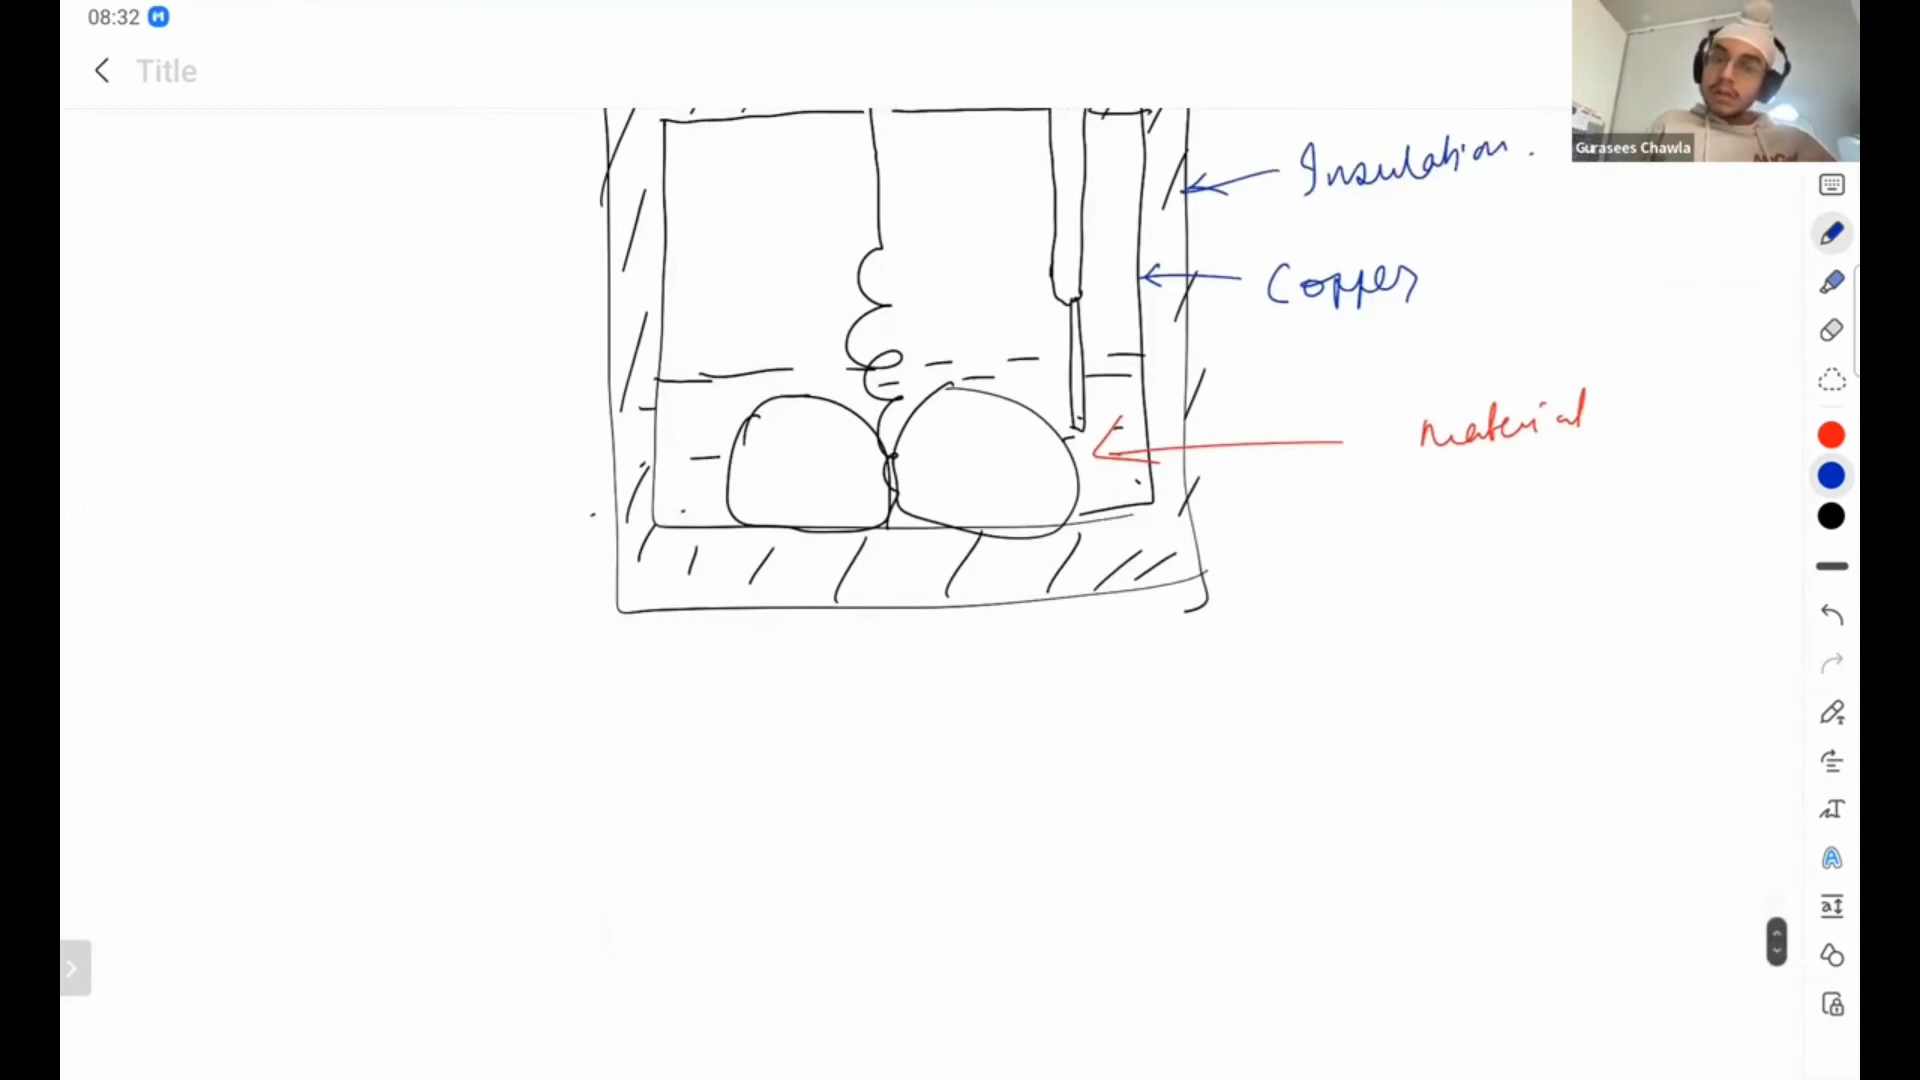 08:32
Title
Gurasees Chawla
Insulation.
Copper
Material